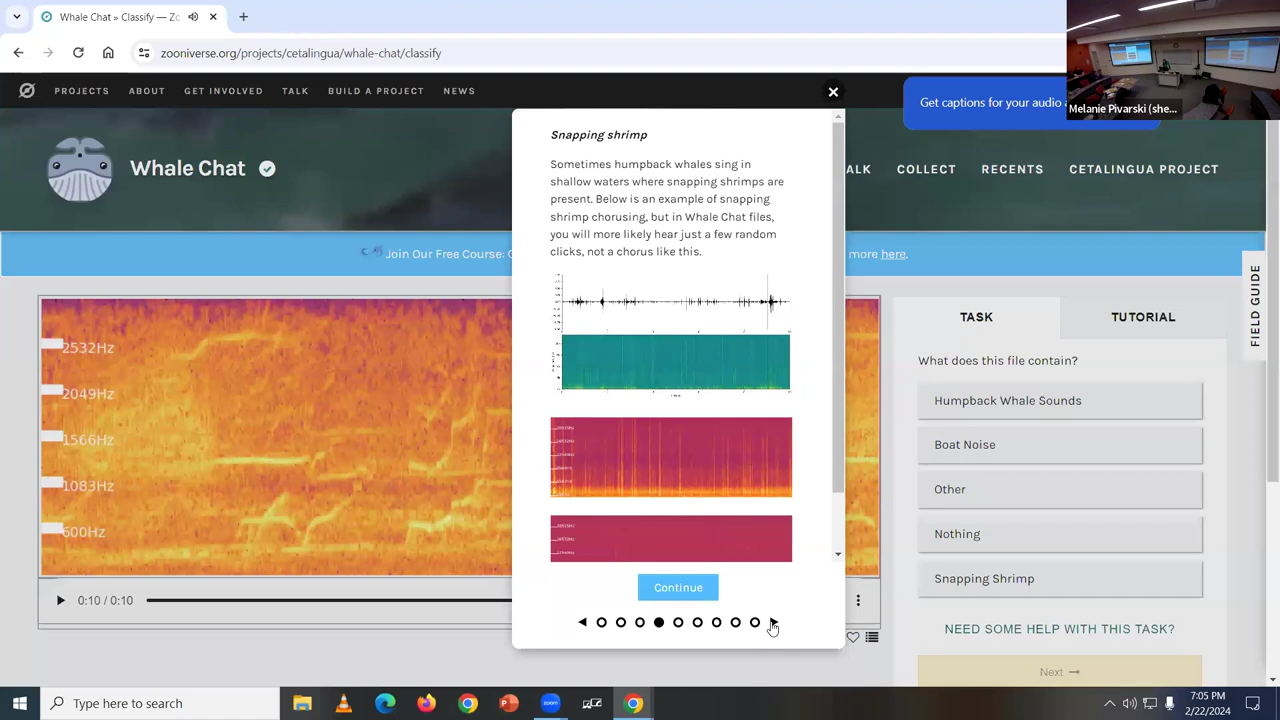 Whale Chat » Classify — Zc
zooniverse.org/projects/cetalingua/whale-chat/classify
Melanie Pivarski (she...
PROJECTS
ABOUT
GET INVOLVED
TALK
BUILD A PROJECT
NEWS
Get captions for your audio
Whale Chat
ALK
COLLECT
RECENTS
CETALINGUA PROJECT
Join Our Free Course:
more here.
Snapping shrimp
Sometimes humpback whales sing in
shallow waters where snapping shrimps are
present. Below is an example of snapping
shrimp chorusing, but in Whale Chat files,
you will more likely hear just a few random
clicks, not a chorus like this.
Continue
2532Hz
2049Hz
1566Hz
1083Hz
600Hz
0:10 / 0:10
FIELD GUIDE
TASK
TUTORIAL
What does this file contain?
Humpback Whale Sounds
Boat Noise
Other
Nothing
Snapping Shrimp
NEED SOME HELP WITH THIS TASK?
Next →
Type here to search
zoom
7:05 PM
2/22/2024